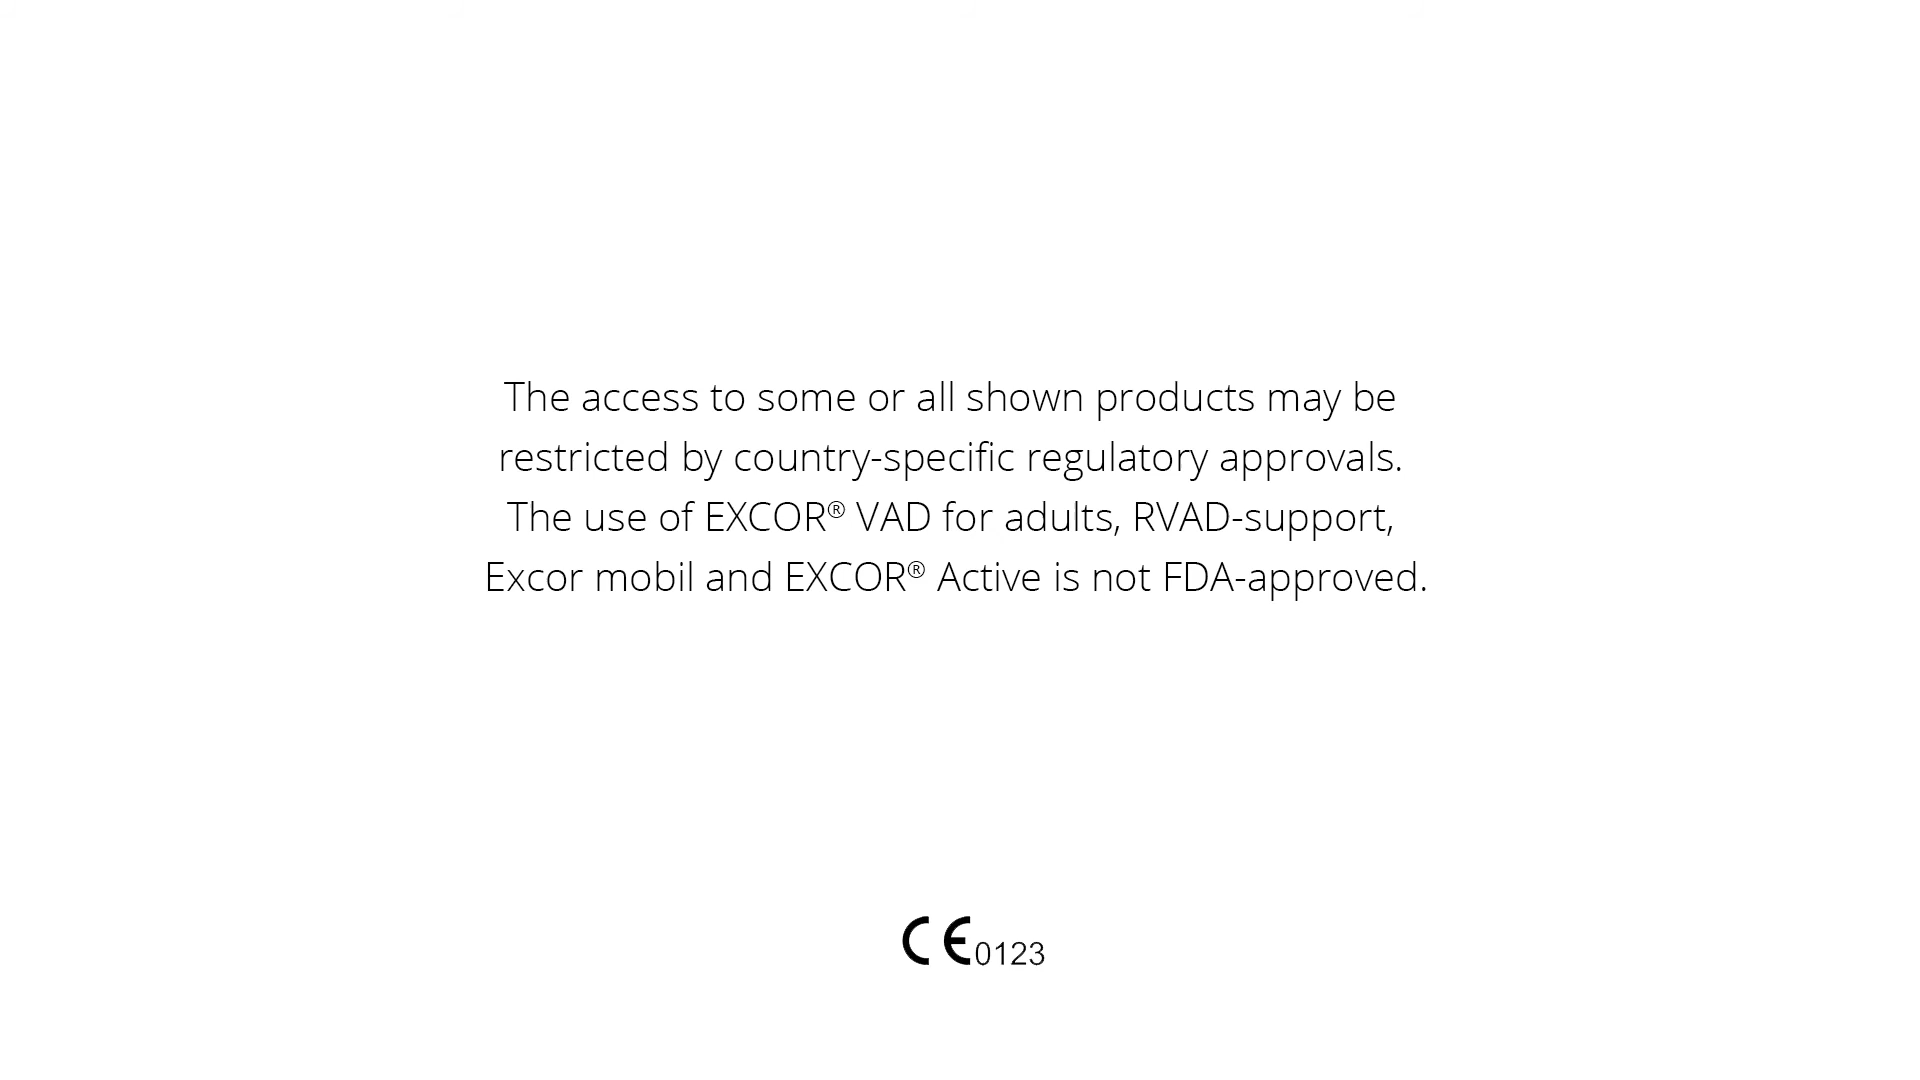 The access to some or all shown products may be
restricted by country-specific regulatory approvals.
The use of EXCOR® VAD for adults, RVAD-support,
Excor mobil and EXCOR® Active is not FDA-approved.
CE0123